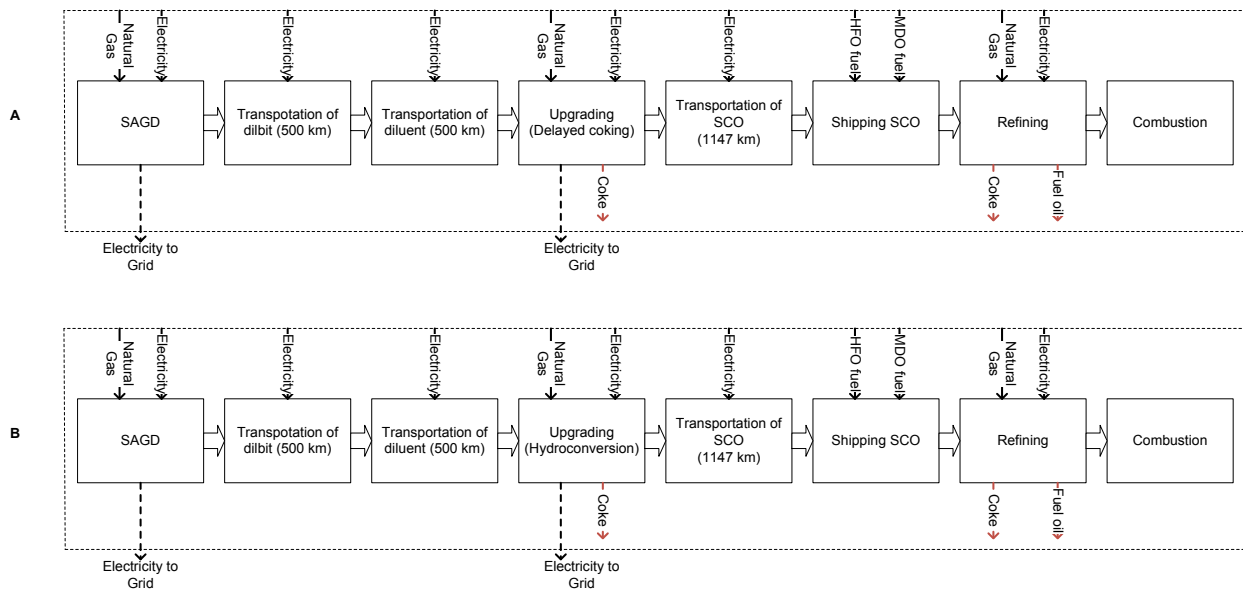 Natural
Gas
Electricity
Electricity
Electricity
Natural
Gas
Electricity
Electricity
HFO fuel
MDO fuel
Natural
Gas
Electricity
A
SAGD
Transpotation of
dilbit (500 km)
Transportation of
diluent (500 km)
Upgrading
(Delayed coking)
Transportation of
SCO
(1147 km)
Shipping SCO
Refining
Combustion
Coke
Coke
Fuel oil
Electricity to
Grid
Electricity to
Grid
Natural
Gas
Electricity
Electricity
Electricity
Natural
Gas
Electricity
Electricity
HFO fuel
MDO fuel
Natural
Gas
Electricity
B
SAGD
Transpotation of
dilbit (500 km)
Transportation of
diluent (500 km)
Upgrading
(Hydroconversion)
Transportation of
SCO
(1147 km)
Shipping SCO
Refining
Combustion
Coke
Coke
Fuel oil
Electricity to
Grid
Electricity to
Grid